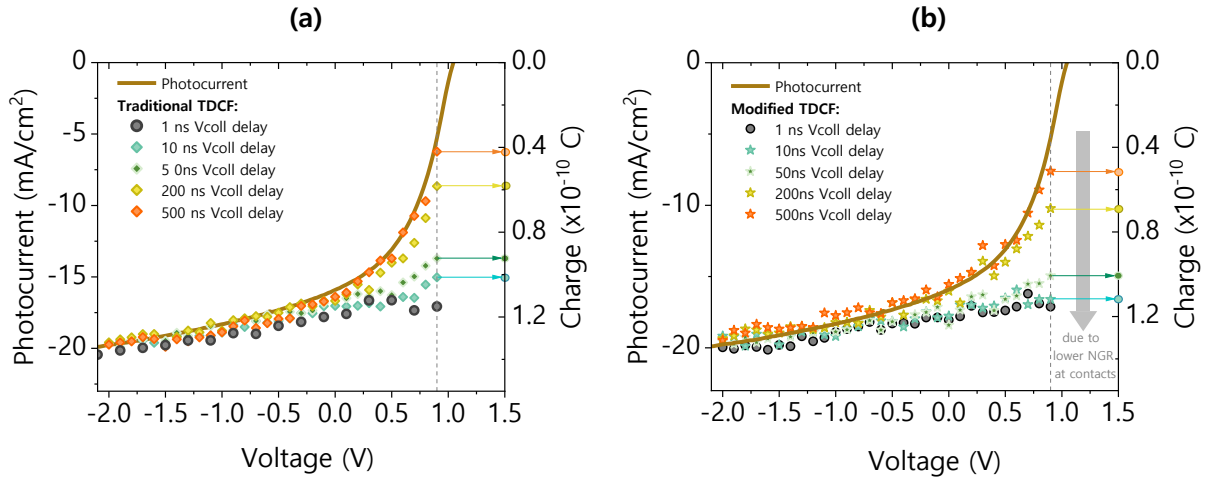 (a)
Photocurrent (mA/cm2)
0
-5
-10
-15
-20
Photocurrent
Traditional TDCF:
1 ns Vcoll delay
10 ns Vcoll delay
5 0ns Vcoll delay
200 ns Vcoll delay
500 ns Vcoll delay
0.0
0.4
0.8
1.2
Charge (x10-10 C)
-2.0 -1.5 -1.0 -0.5 0.0 0.5 1.0 1.5
Voltage (V)
(b)
Photocurrent (mA/cm2)
0
-5
-10
-15
-20
Photocurrent
Modified TDCF:
1 ns Vcoll delay
10ns Vcoll delay
50ns Vcoll delay
200ns Vcoll delay
500ns Vcoll delay
due to
lower NGR
at contacts
0.0
0.4
0.8
1.2
Charge (x10-10 C)
-2.0 -1.5 -1.0 -0.5 0.0 0.5 1.0 1.5
Voltage (V)